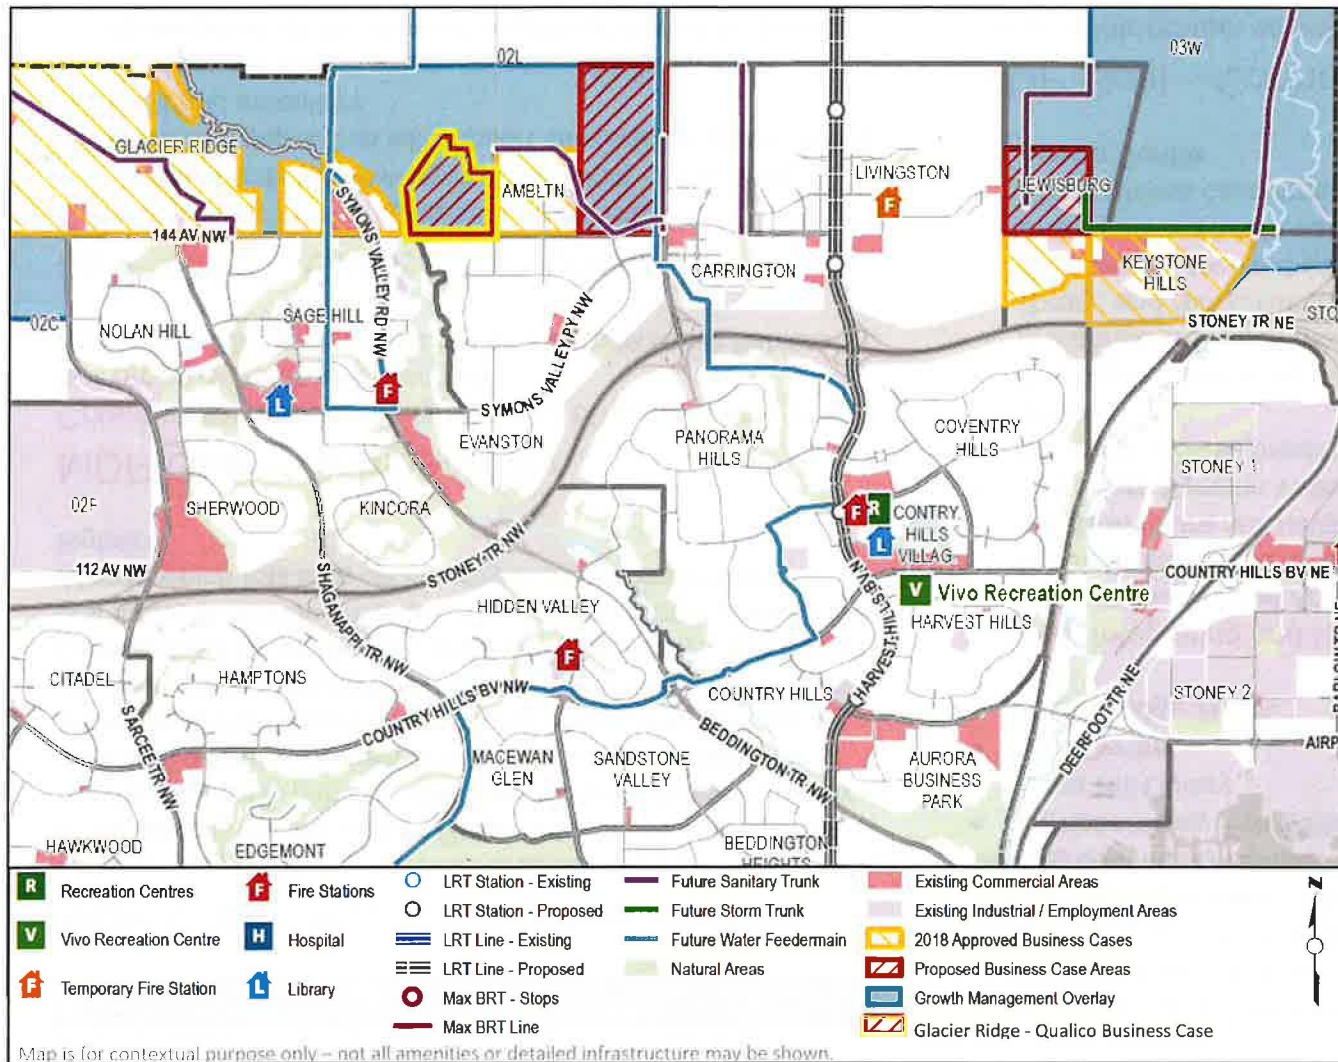 02L
03W
GLACIER RIDGE
AMBLTN
LIVINGSTON
LEWISBURG
F
SYMONS VALLEY RD NW
144 AV NW
CARRINGTON
KEYSTONE
HILLS
02C
NOLAN HILL
SAGE HILL
STONEY TR NE
STO
SYMONS VALLEY PY NW
L
F
EVANSTON
PANORAMA
HILLS
COVENTRY
HILLS
STONEY 1
02F
SHERWOOD
KINCORA
F
R
CONTRY
HILLS
VILLAG
L
112 AV NW
SHAGANAPPI TR NW
STONEY TR NW
COUNTRY HILLS BV NE
HIDDEN VALLEY
HARVEST HILLS BV N
V
Vivo Recreation Centre
HARVEST HILLS
F
CITADEL
HAMPTONS
COUNTRY HILLS BV NW
COUNTRY HILLS
STONEY 2
SARCEE TR NW
BEDDINGTON TR NW
DEERFOOT TR NE
AIRP
MACEWAN
GLEN
SANDSTONE
VALLEY
AURORA
BUSINESS
PARK
HAWKWOOD
EDGEMONT
BEDDINGTON
HEIGHTS
R Recreation Centres
V Vivo Recreation Centre
F Temporary Fire Station
F Fire Stations
H Hospital
L Library
LRT Station - Existing
LRT Station - Proposed
LRT Line - Existing
LRT Line - Proposed
Max BRT - Stops
Max BRT Line
Future Sanitary Trunk
Future Storm Trunk
Future Water Feedermain
Natural Areas
Existing Commercial Areas
Existing Industrial / Employment Areas
2018 Approved Business Cases
Proposed Business Case Areas
Growth Management Overlay
Glacier Ridge - Qualico Business Case
N
Map is for contextual purpose only – not all amenities or detailed infrastructure may be shown.